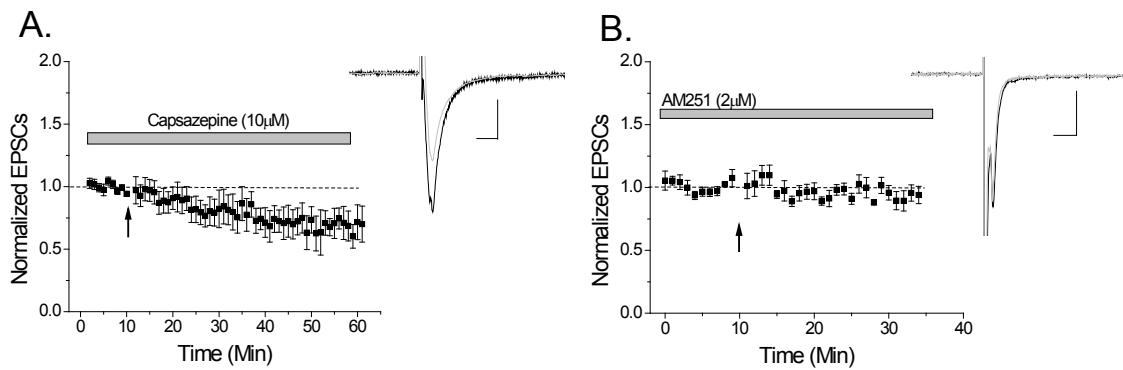 A.
2.0
1.5
1.0
0.5
0.0
Normalized EPSCs
Capsazepine (10μM)
0 10 20 30 40 50 60
Time (Min)
B.
2.0
1.5
1.0
0.5
0.0
Normalized EPSCs
AM251 (2μM)
0 10 20 30 40
Time (Min)